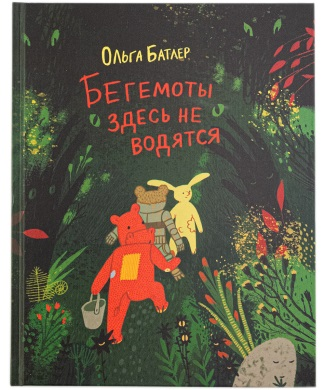 Ольга Батлер
Бегемоты
здесь не
водятся